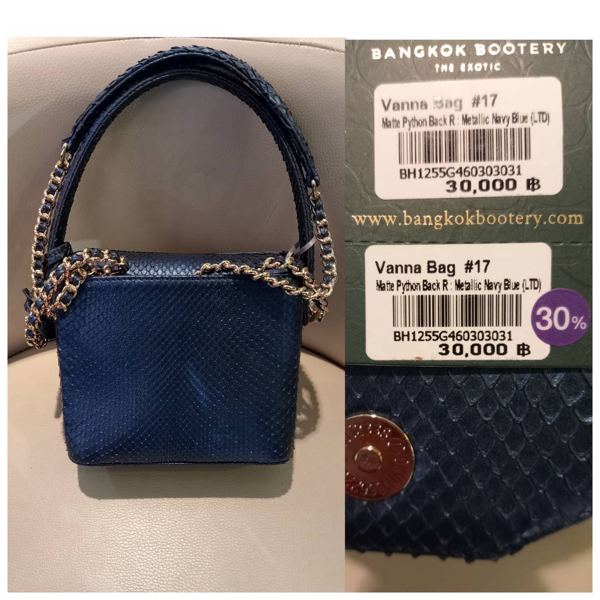 BANGKOK BOOTERY
THE EXOTIC
Vanna Bag #17
Matte Python Back R : Metallic Navy Blue (LTD)
BH1255G460303031
30,000 ฿
www.bangkokbootery.com
Vanna Bag #17
Matte Python Back R : Metallic Navy Blue (LTD)
BH1255G460303031
30,000 ฿
30%